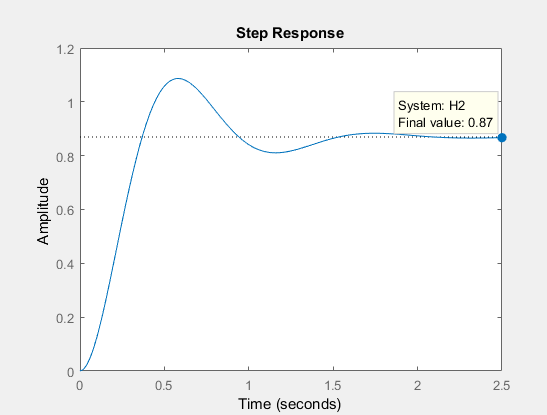 Step Response
1.2
1
0.8
0.6
0.4
0.2
0
Amplitude
System: H2
Final value: 0.87
0 0.5 1 1.5 2 2.5
Time (seconds)